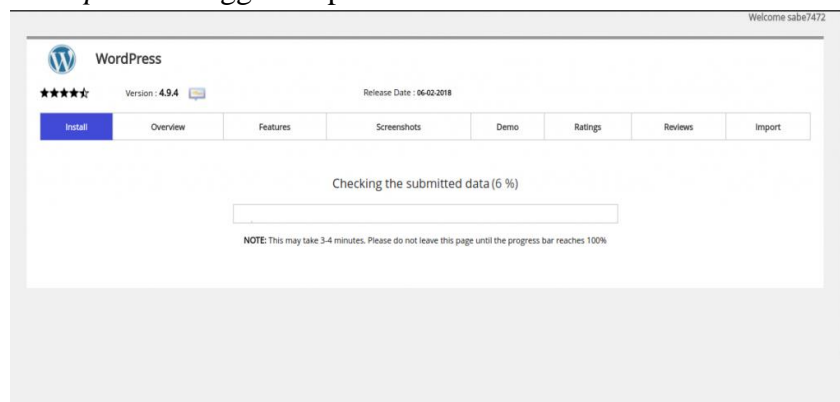 Welcome sabe7472
WordPress
Version : 4.9.4 Release Date : 06-02-2018
Install Overview Features Screenshots Demo Ratings Reviews Import
Checking the submitted data (6 %)
NOTE: This may take 3-4 minutes. Please do not leave this page until the progress bar reaches 100%